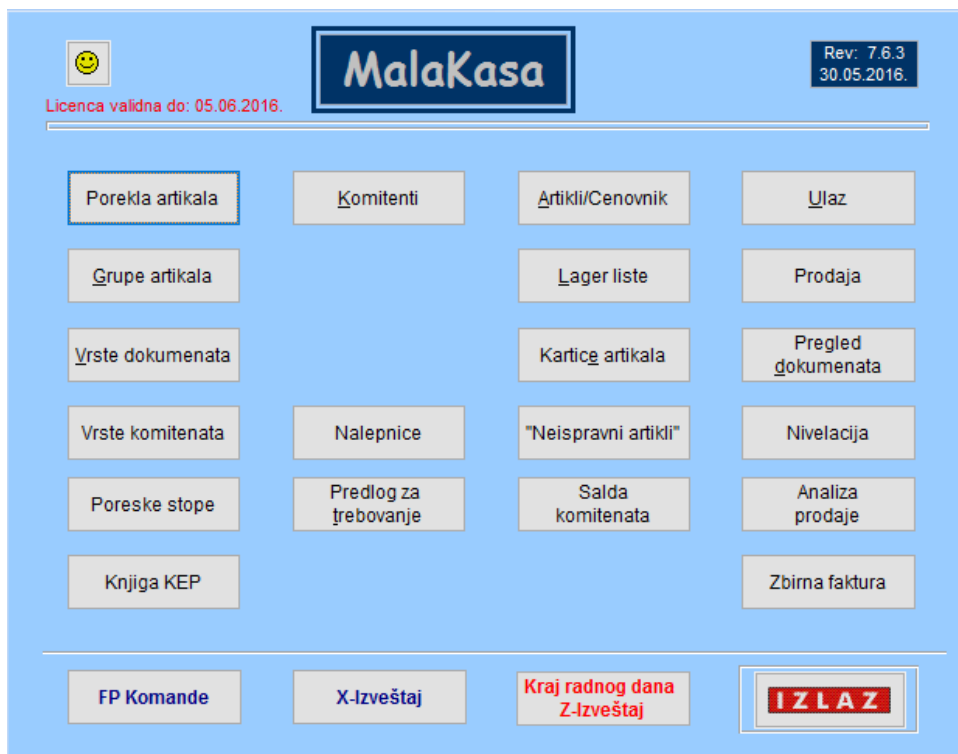 MalaKasa
Rev: 7.6.3
30.05.2016.
Licenca validna do: 05.06.2016.
Porekla artikala
Komitenti
Artikli/Cenovnik
Ulaz
Grupe artikala
Lager liste
Prodaja
Vrste dokumenata
Kartice artikala
Pregled
dokumenata
Vrste komitenata
Nalepnice
"Neispravni artikli"
Nivelacija
Poreske stope
Predlog za
trebovanje
Salda
komitenata
Analiza
prodaje
Knjiga KEP
Zbirna faktura
FP Komande
X-Izveštaj
Kraj radnog dana
Z-Izveštaj
IZLAZ